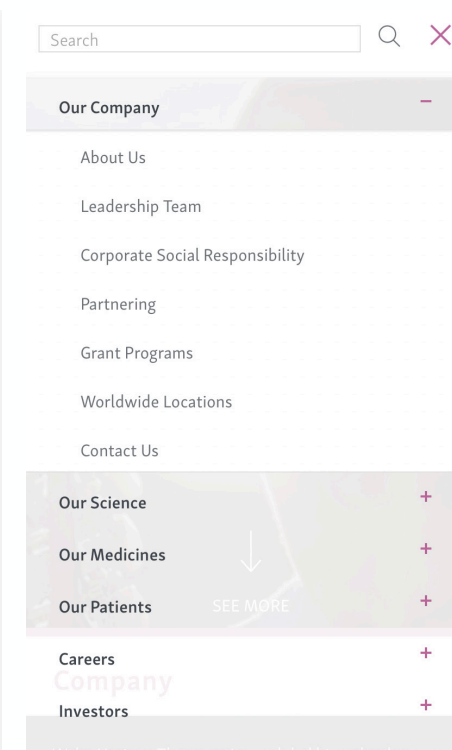 Search
Our Company
About Us
Leadership Team
Corporate Social Responsibility
Partnering
Grant Programs
Worldwide Locations
Contact Us
Our Science
Our Medicines
Our Patients
SEE MORE
Careers
Company
Investors